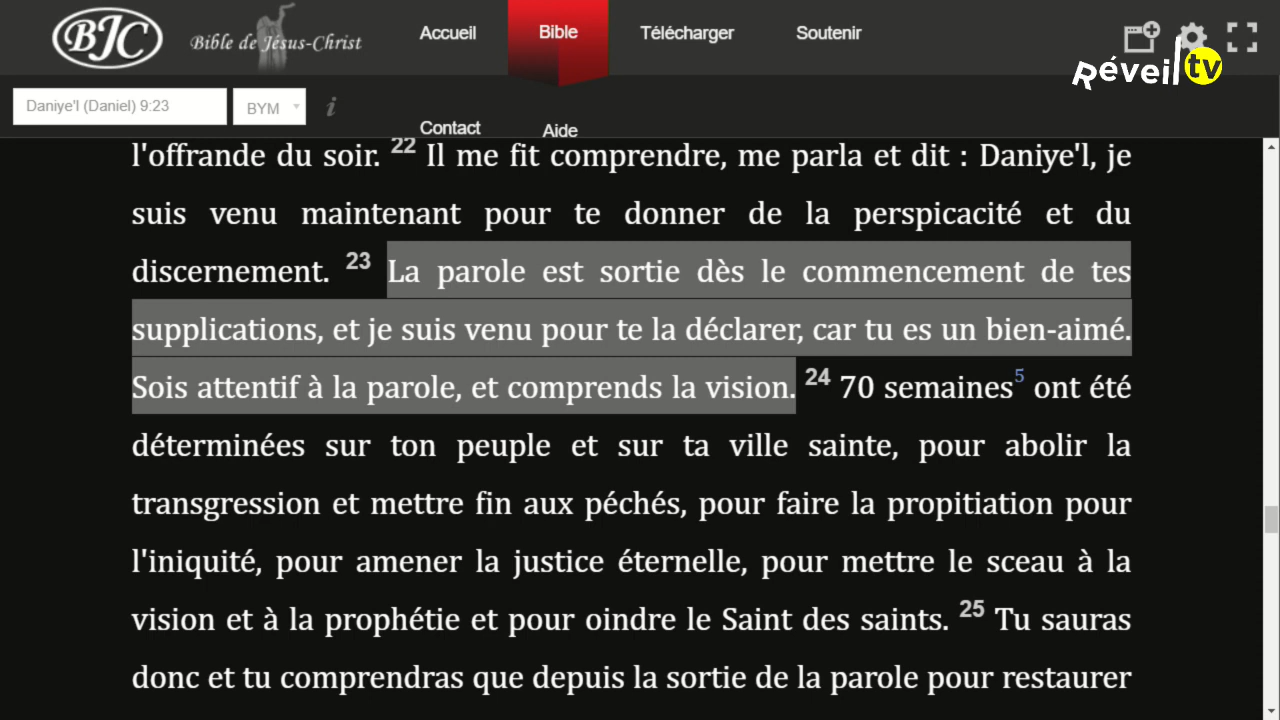 BJC
Bible de Jésus-Christ
Accueil
Bible
Télécharger
Soutenir
Réveil tv
Daniye'l (Daniel) 9:23
BYM
i
Contact
Aide
l'offrande du soir. 22 Il me fit comprendre, me parla et dit : Daniye'l, je
suis venu maintenant pour te donner de la perspicacité et du
discernement. 23 La parole est sortie dès le commencement de tes
supplications, et je suis venu pour te la déclarer, car tu es un bien-aimé.
Sois attentif à la parole, et comprends la vision. 24 70 semaines5 ont été
déterminées sur ton peuple et sur ta ville sainte, pour abolir la
transgression et mettre fin aux péchés, pour faire la propitiation pour
l'iniquité, pour amener la justice éternelle, pour mettre le sceau à la
vision et à la prophétie et pour oindre le Saint des saints. 25 Tu sauras
donc et tu comprendras que depuis la sortie de la parole pour restaurer